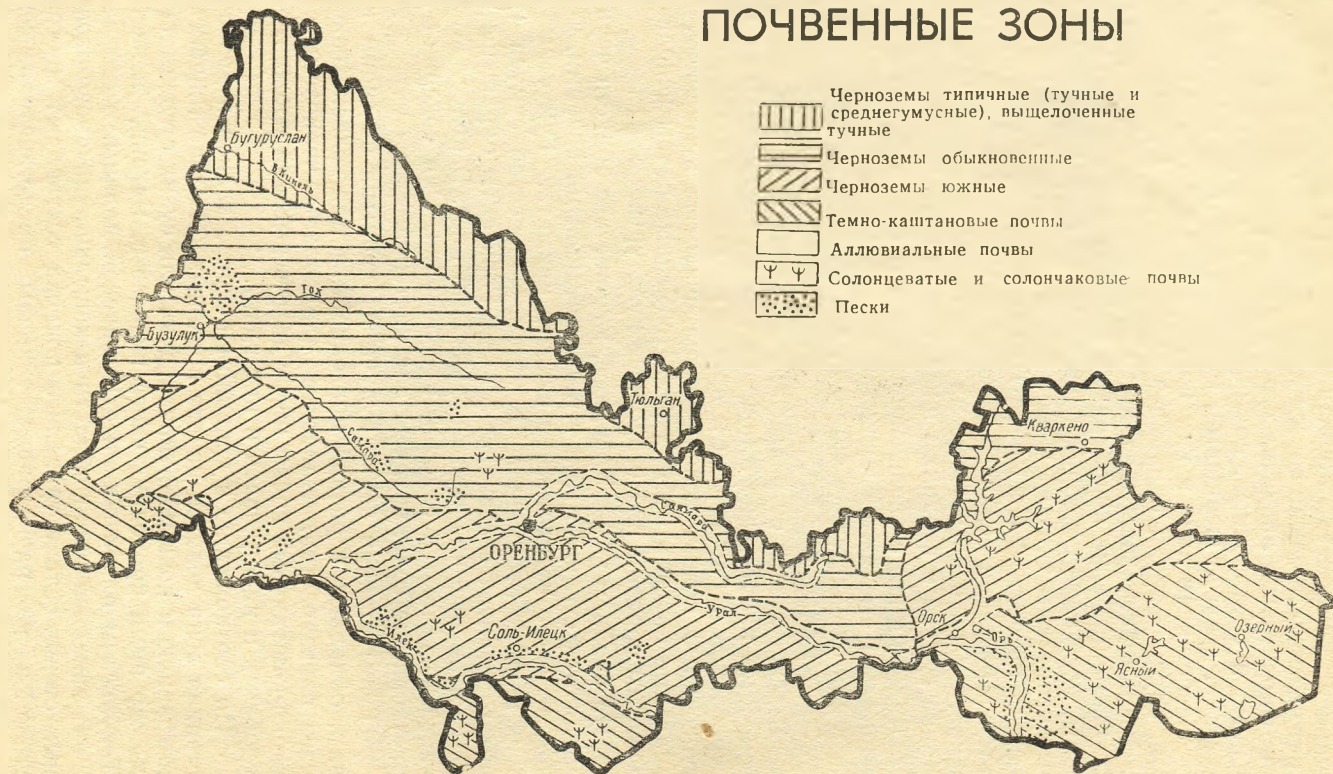 ПОЧВЕННЫЕ ЗОНЫ
Черноземы типичные (тучные и
среднегумусные), выщелоченные
тучные
Черноземы обыкновенные
Черноземы южные
Темно-каштановые почвы
Аллювиальные почвы
Солонцеватые и солончаковые почвы
Пески
Бугуруслан
Б. Кинель
Ток
Бузулук
Тюльган
Кваркено
Самара
Сакмара
ОРЕНБУРГ
Урал
Орск
Орь
Озерный
Ясный
Илек
Соль-Илецк